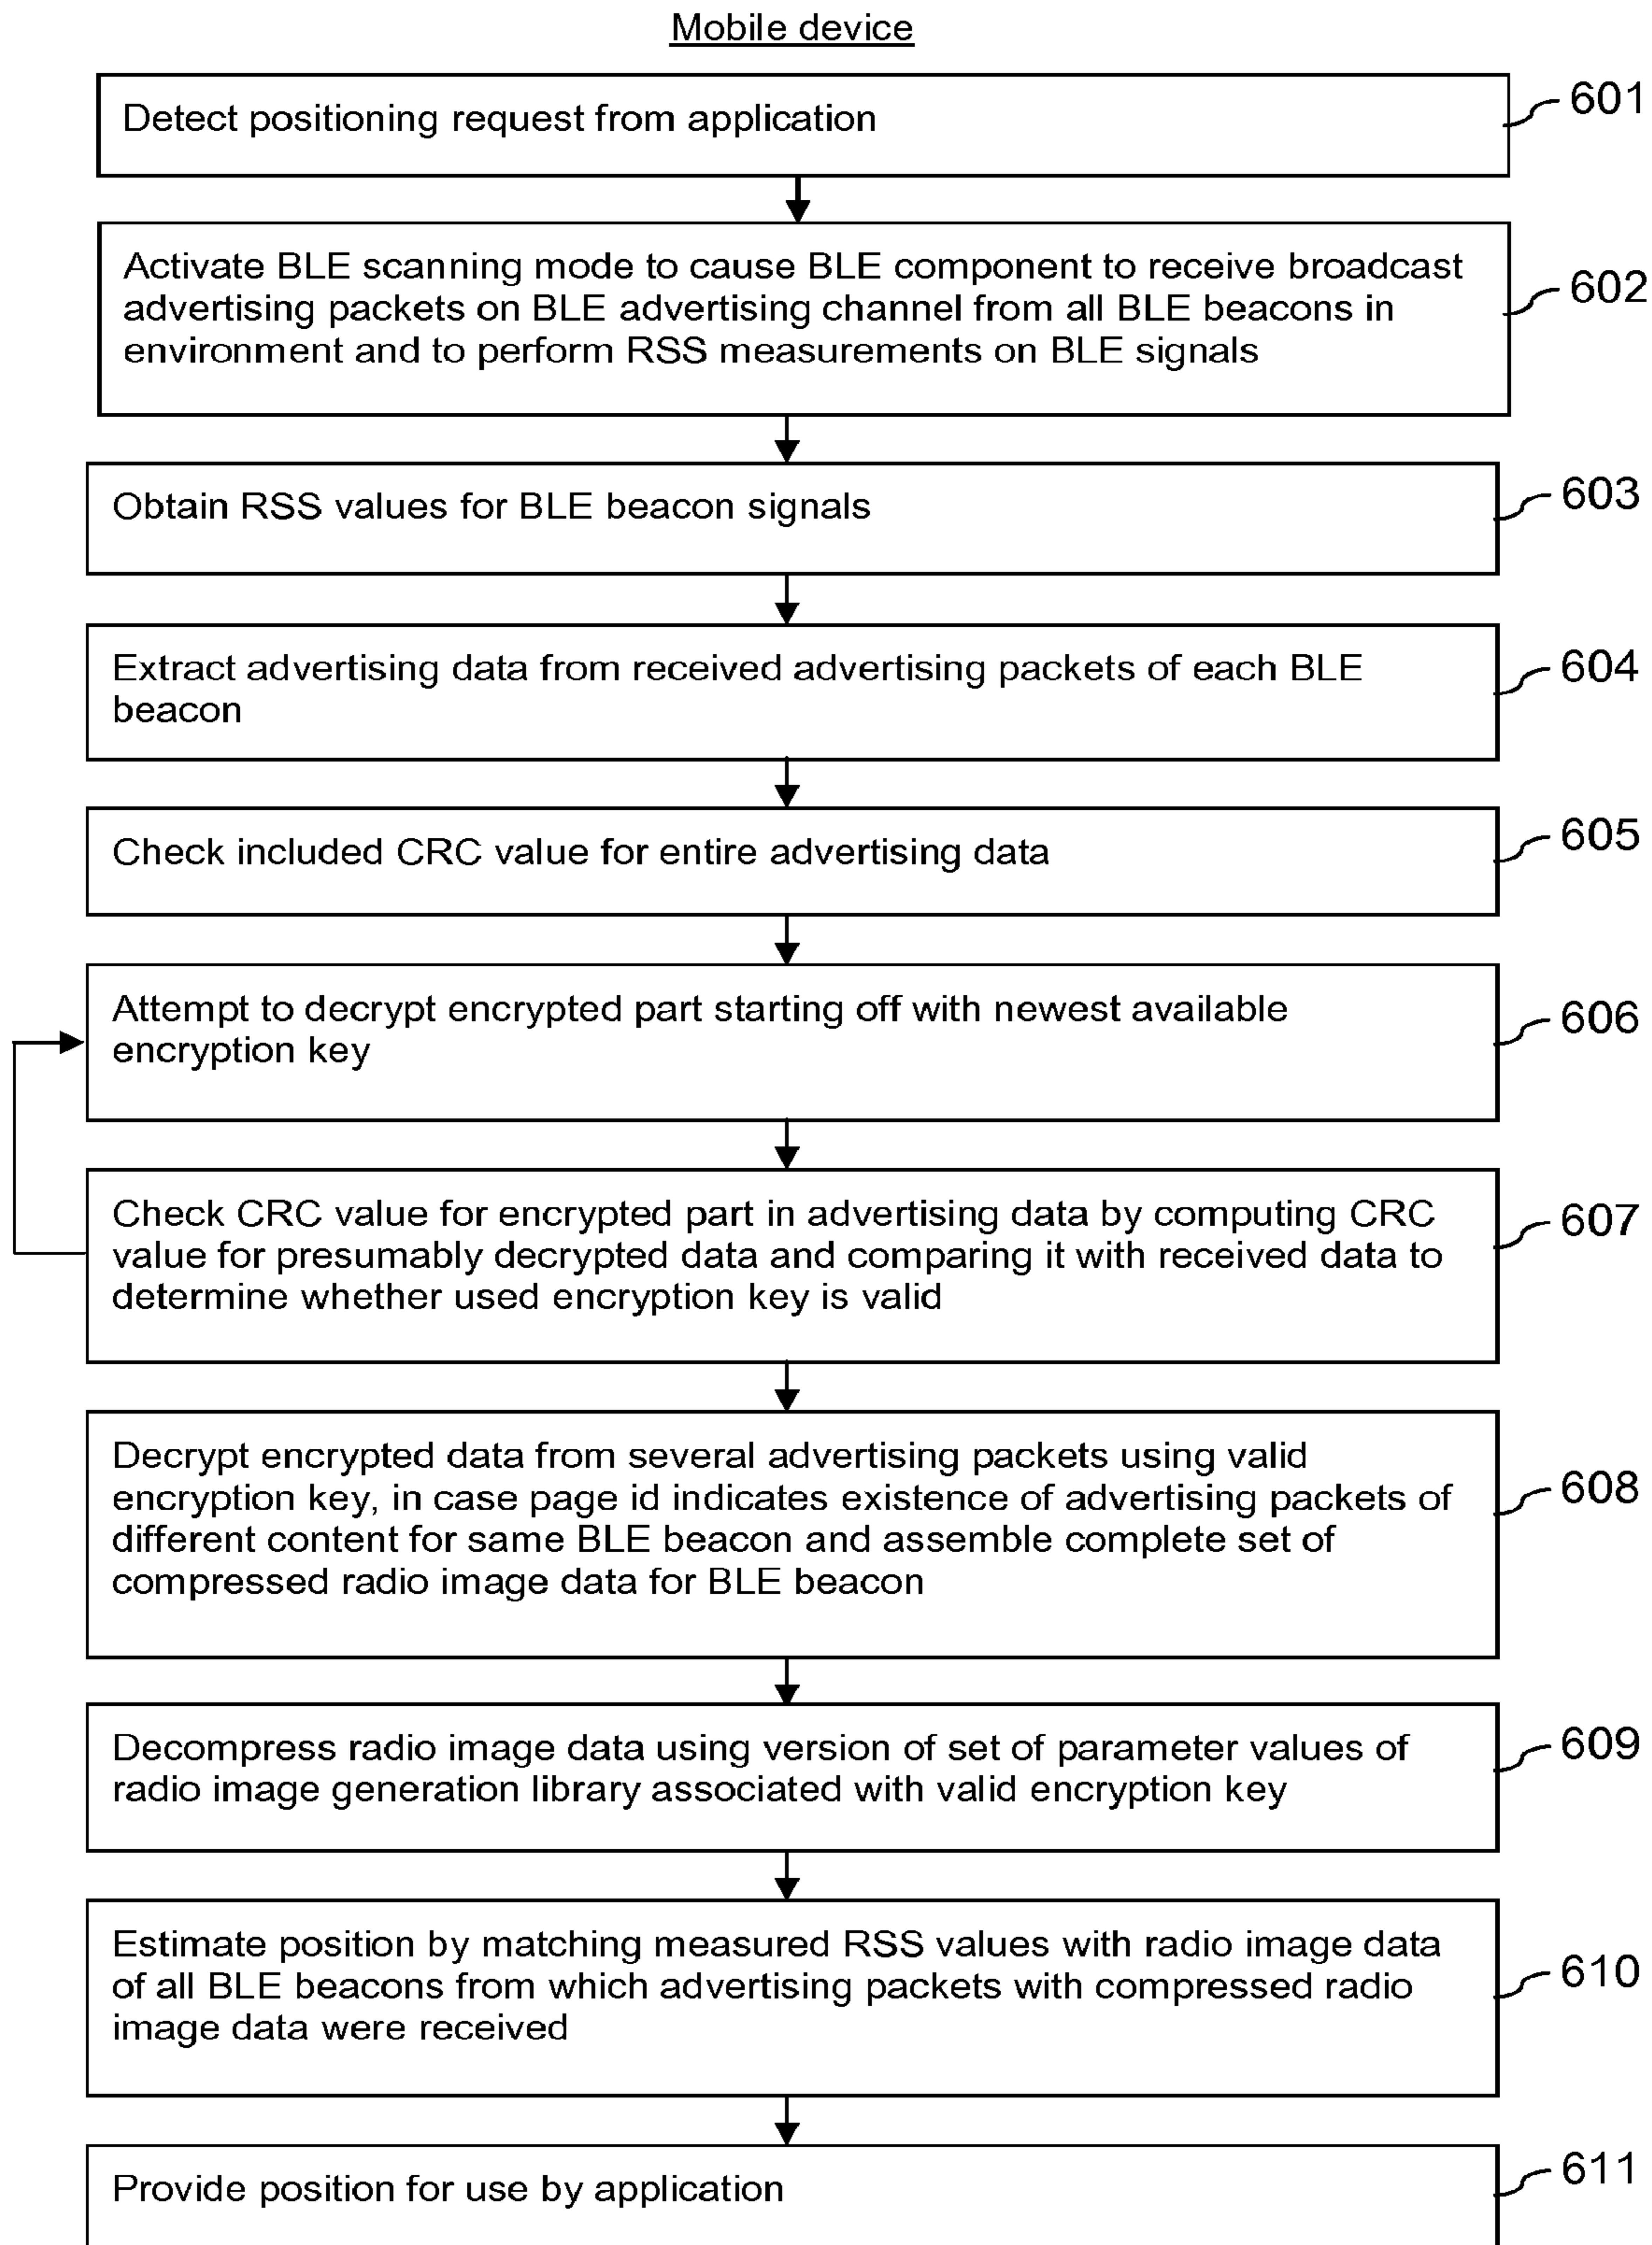 Mobile device
Detect positioning request from application
601
Activate BLE scanning mode to cause BLE component to receive broadcast
advertising packets on BLE advertising channel from all BLE beacons in
environment and to perform RSS measurements on BLE signals
602
Obtain RSS values for BLE beacon signals
603
Extract advertising data from received advertising packets of each BLE
beacon
604
Check included CRC value for entire advertising data
605
Attempt to decrypt encrypted part starting off with newest available
encryption key
606
Check CRC value for encrypted part in advertising data by computing CRC
value for presumably decrypted data and comparing it with received data to
determine whether used encryption key is valid
607
Decrypt encrypted data from several advertising packets using valid
encryption key, in case page id indicates existence of advertising packets of
different content for same BLE beacon and assemble complete set of
compressed radio image data for BLE beacon
608
Decompress radio image data using version of set of parameter values of
radio image generation library associated with valid encryption key
609
Estimate position by matching measured RSS values with radio image data
of all BLE beacons from which advertising packets with compressed radio
image data were received
610
Provide position for use by application
611